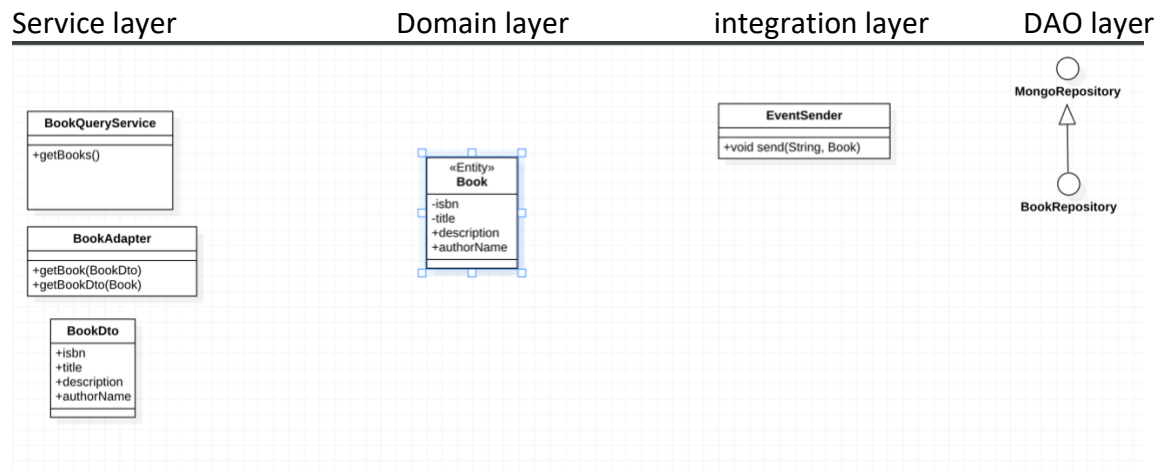 Service layer
Domain layer
integration layer
DAO layer
BookQueryService
+getBooks()
BookAdapter
+getBook(BookDto)
+getBookDto(Book)
BookDto
+isbn
+title
+description
+authorName
«Entity»
Book
-isbn
-title
+description
+authorName
EventSender
+void send(String, Book)
MongoRepository
BookRepository